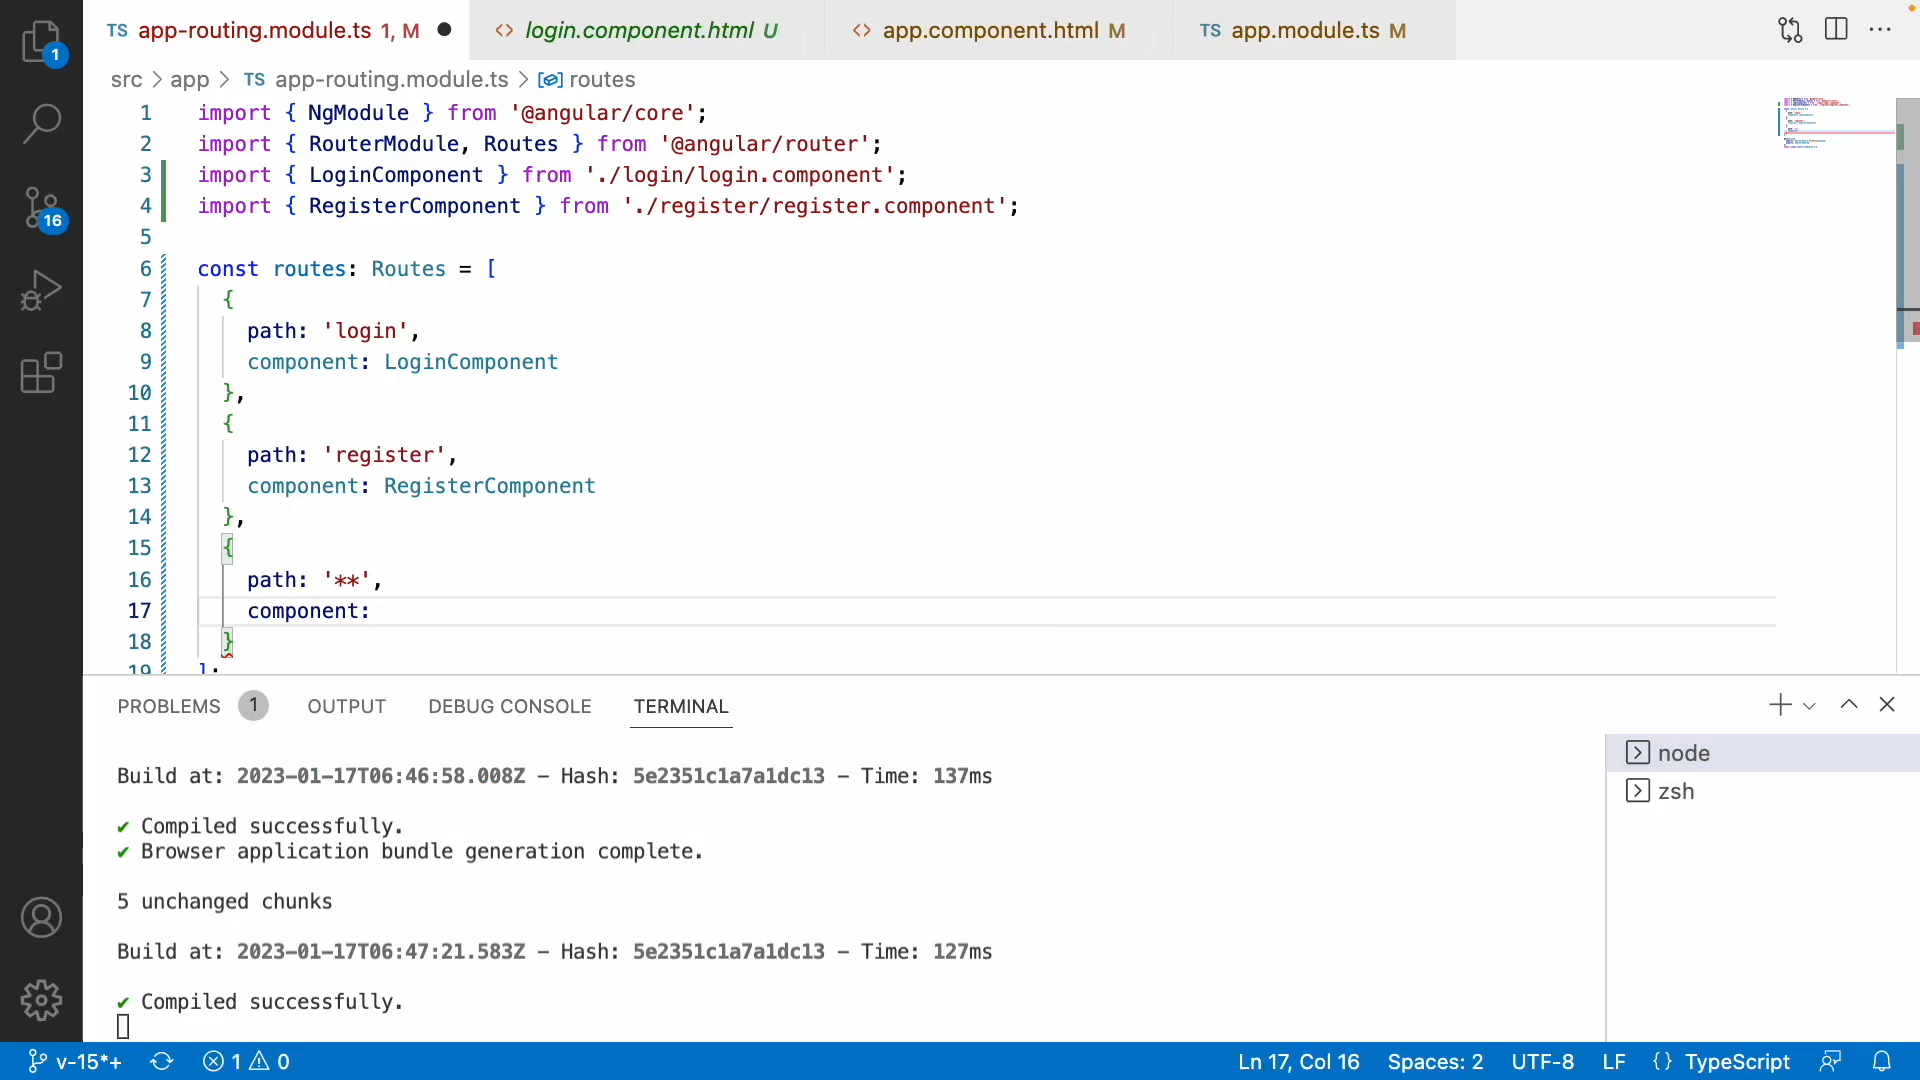 TS app-routing.module.ts 1, M
login.component.html U
app.component.html M
TS app.module.ts M
src > app > TS app-routing.module.ts > routes
1 import { NgModule } from '@angular/core';
2 import { RouterModule, Routes } from '@angular/router';
3 import { LoginComponent } from './login/login.component';
4 import { RegisterComponent } from './register/register.component';
5
6 const routes: Routes = [
7 {
8 path: 'login',
9 component: LoginComponent
10 },
11 {
12 path: 'register',
13 component: RegisterComponent
14 },
15 {
16 path: '**',
17 component:
18 }
19 ];
1
16
PROBLEMS 1 OUTPUT DEBUG CONSOLE TERMINAL
Build at: 2023-01-17T06:46:58.008Z - Hash: 5e2351c1a7a1dc13 - Time: 137ms
✔ Compiled successfully.
✔ Browser application bundle generation complete.
5 unchanged chunks
Build at: 2023-01-17T06:47:21.583Z - Hash: 5e2351c1a7a1dc13 - Time: 127ms
✔ Compiled successfully.
node
zsh
v-15*+ 1 0 Ln 17, Col 16 Spaces: 2 UTF-8 LF {} TypeScript